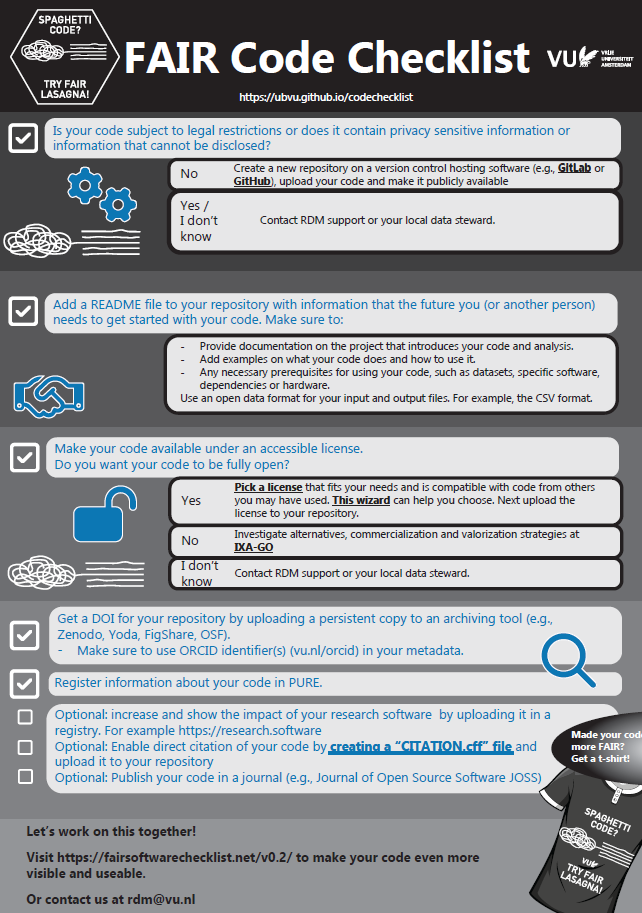 SPAGHETTI
CODE?
TRY FAIR
LASAGNA!
FAIR Code Checklist
VU
VRIJE
UNIVERSITEIT
AMSTERDAM
https://ubvu.github.io/codechecklist
Is your code subject to legal restrictions or does it contain privacy sensitive information or
information that cannot be disclosed?
No
Create a new repository on a version control hosting software (e.g., GitLab or
GitHub), upload your code and make it publicly available
Yes /
I don't
know
Contact RDM support or your local data steward.
Add a README file to your repository with information that the future you (or another person)
needs to get started with your code. Make sure to:
- Provide documentation on the project that introduces your code and analysis.
- Add examples on what your code does and how to use it.
- Any necessary prerequisites for using your code, such as datasets, specific software,
dependencies or hardware.
Use an open data format for your input and output files. For example, the CSV format.
Make your code available under an accessible license.
Do you want your code to be fully open?
Yes
Pick a license that fits your needs and is compatible with code from others
you may have used. This wizard can help you choose. Next upload the
license to your repository.
No
Investigate alternatives, commercialization and valorization strategies at
IXA-GO
I don't
know
Contact RDM support or your local data steward.
Get a DOI for your repository by uploading a persistent copy to an archiving tool (e.g.,
Zenodo, Yoda, FigShare, OSF).
- Make sure to use ORCID identifier(s) (vu.nl/orcid) in your metadata.
Register information about your code in PURE.
Optional: increase and show the impact of your research software by uploading it in a
registry. For example https://research.software
Optional: Enable direct citation of your code by creating a “CITATION.cff” file and
upload it to your repository
Optional: Publish your code in a journal (e.g., Journal of Open Source Software JOSS)
Made your code
more FAIR?
Get a t-shirt!
SPAGHETTI
CODE?
VU
TRY FAIR
LASAGNA!
Let's work on this together!
Visit https://fairsoftwarechecklist.net/v0.2/ to make your code even more
visible and useable.
Or contact us at rdm@vu.nl